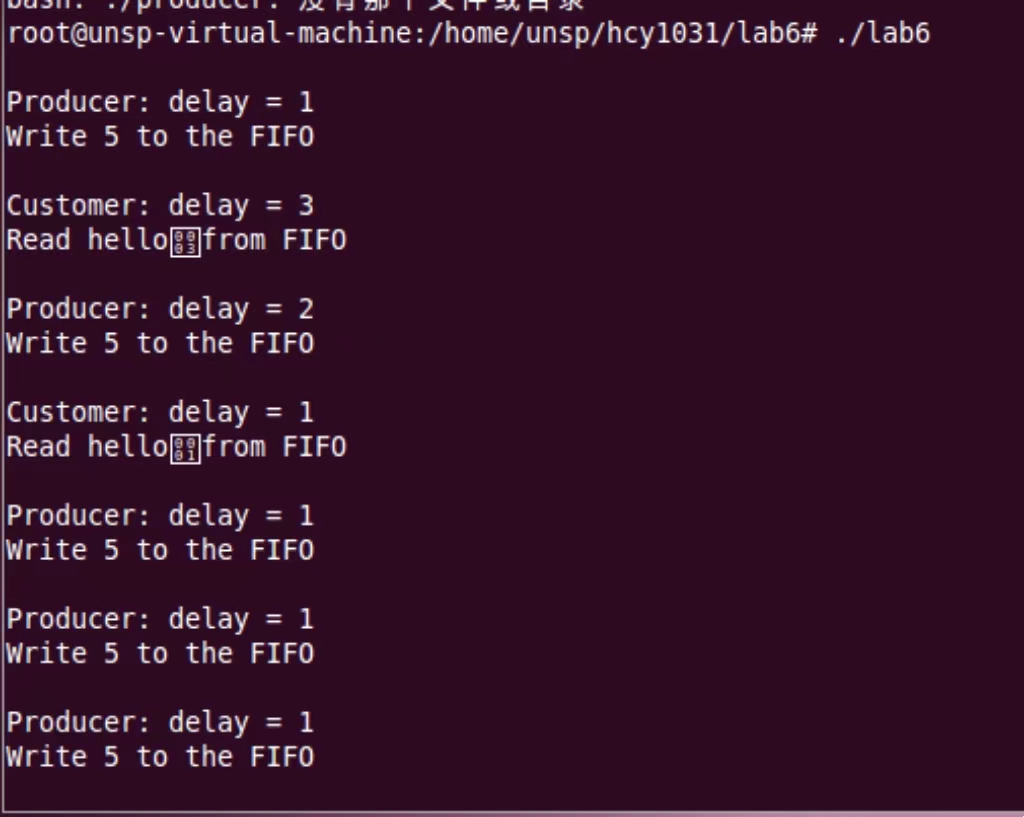 bash: ./producer: 没有那个文件或目录
root@unsp-virtual-machine:/home/unsp/hcy1031/lab6# ./lab6
Producer: delay = 1
Write 5 to the FIFO
Customer: delay = 3
Read hello from FIFO
Producer: delay = 2
Write 5 to the FIFO
Customer: delay = 1
Read hello from FIFO
Producer: delay = 1
Write 5 to the FIFO
Producer: delay = 1
Write 5 to the FIFO
Producer: delay = 1
Write 5 to the FIFO